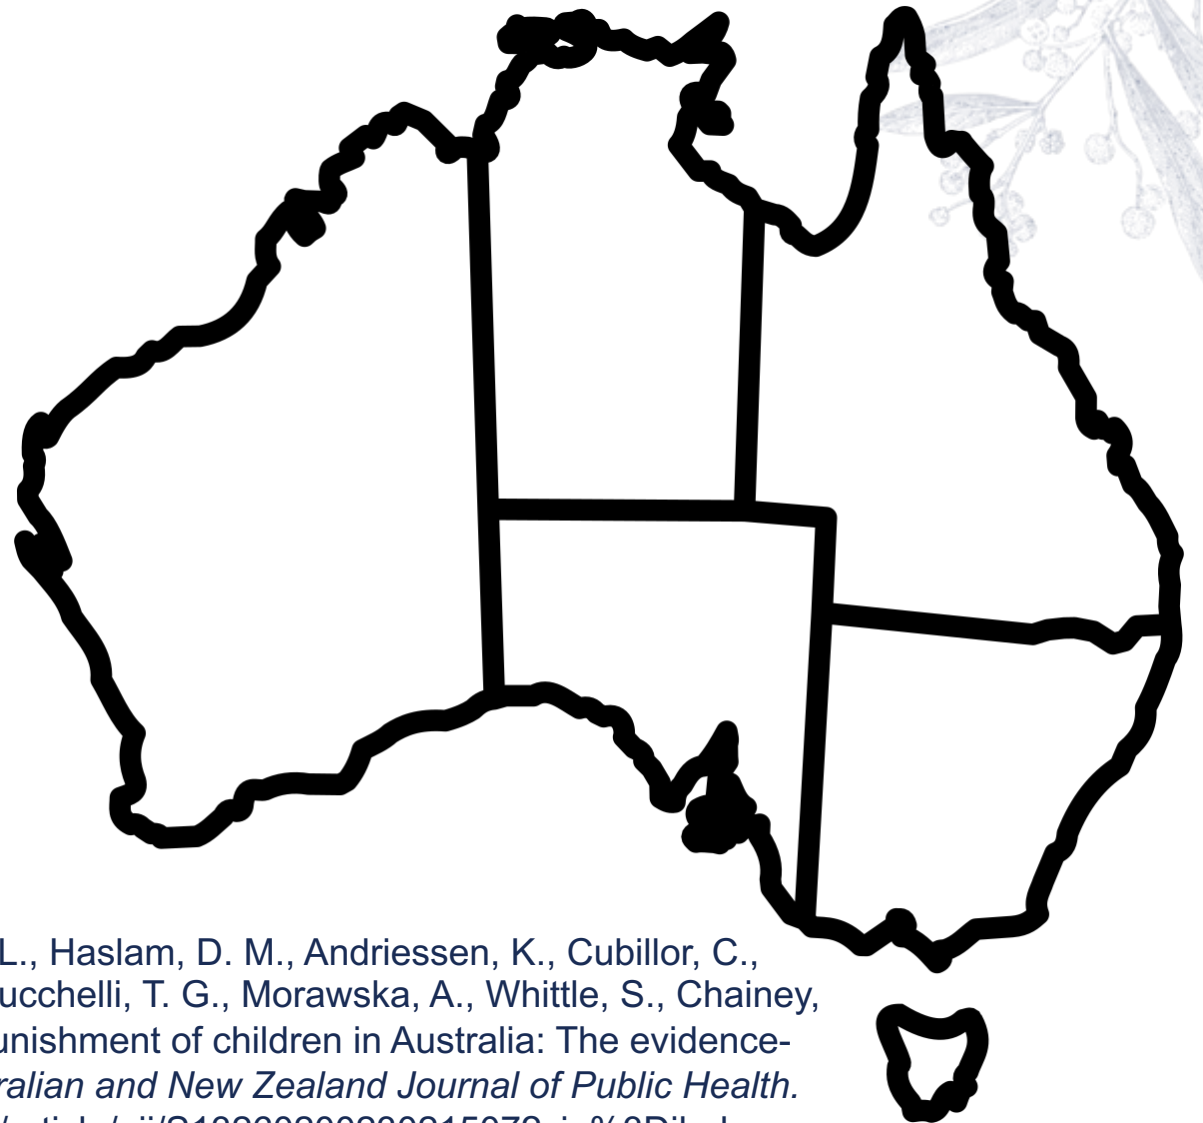 L., Haslam, D. M., Andriessen, K., Cubillor, C.,
ucchelli, T. G., Morawska, A., Whittle, S., Chainey,
unishment of children in Australia: The evidence-
ralian and New Zealand Journal of Public Health.